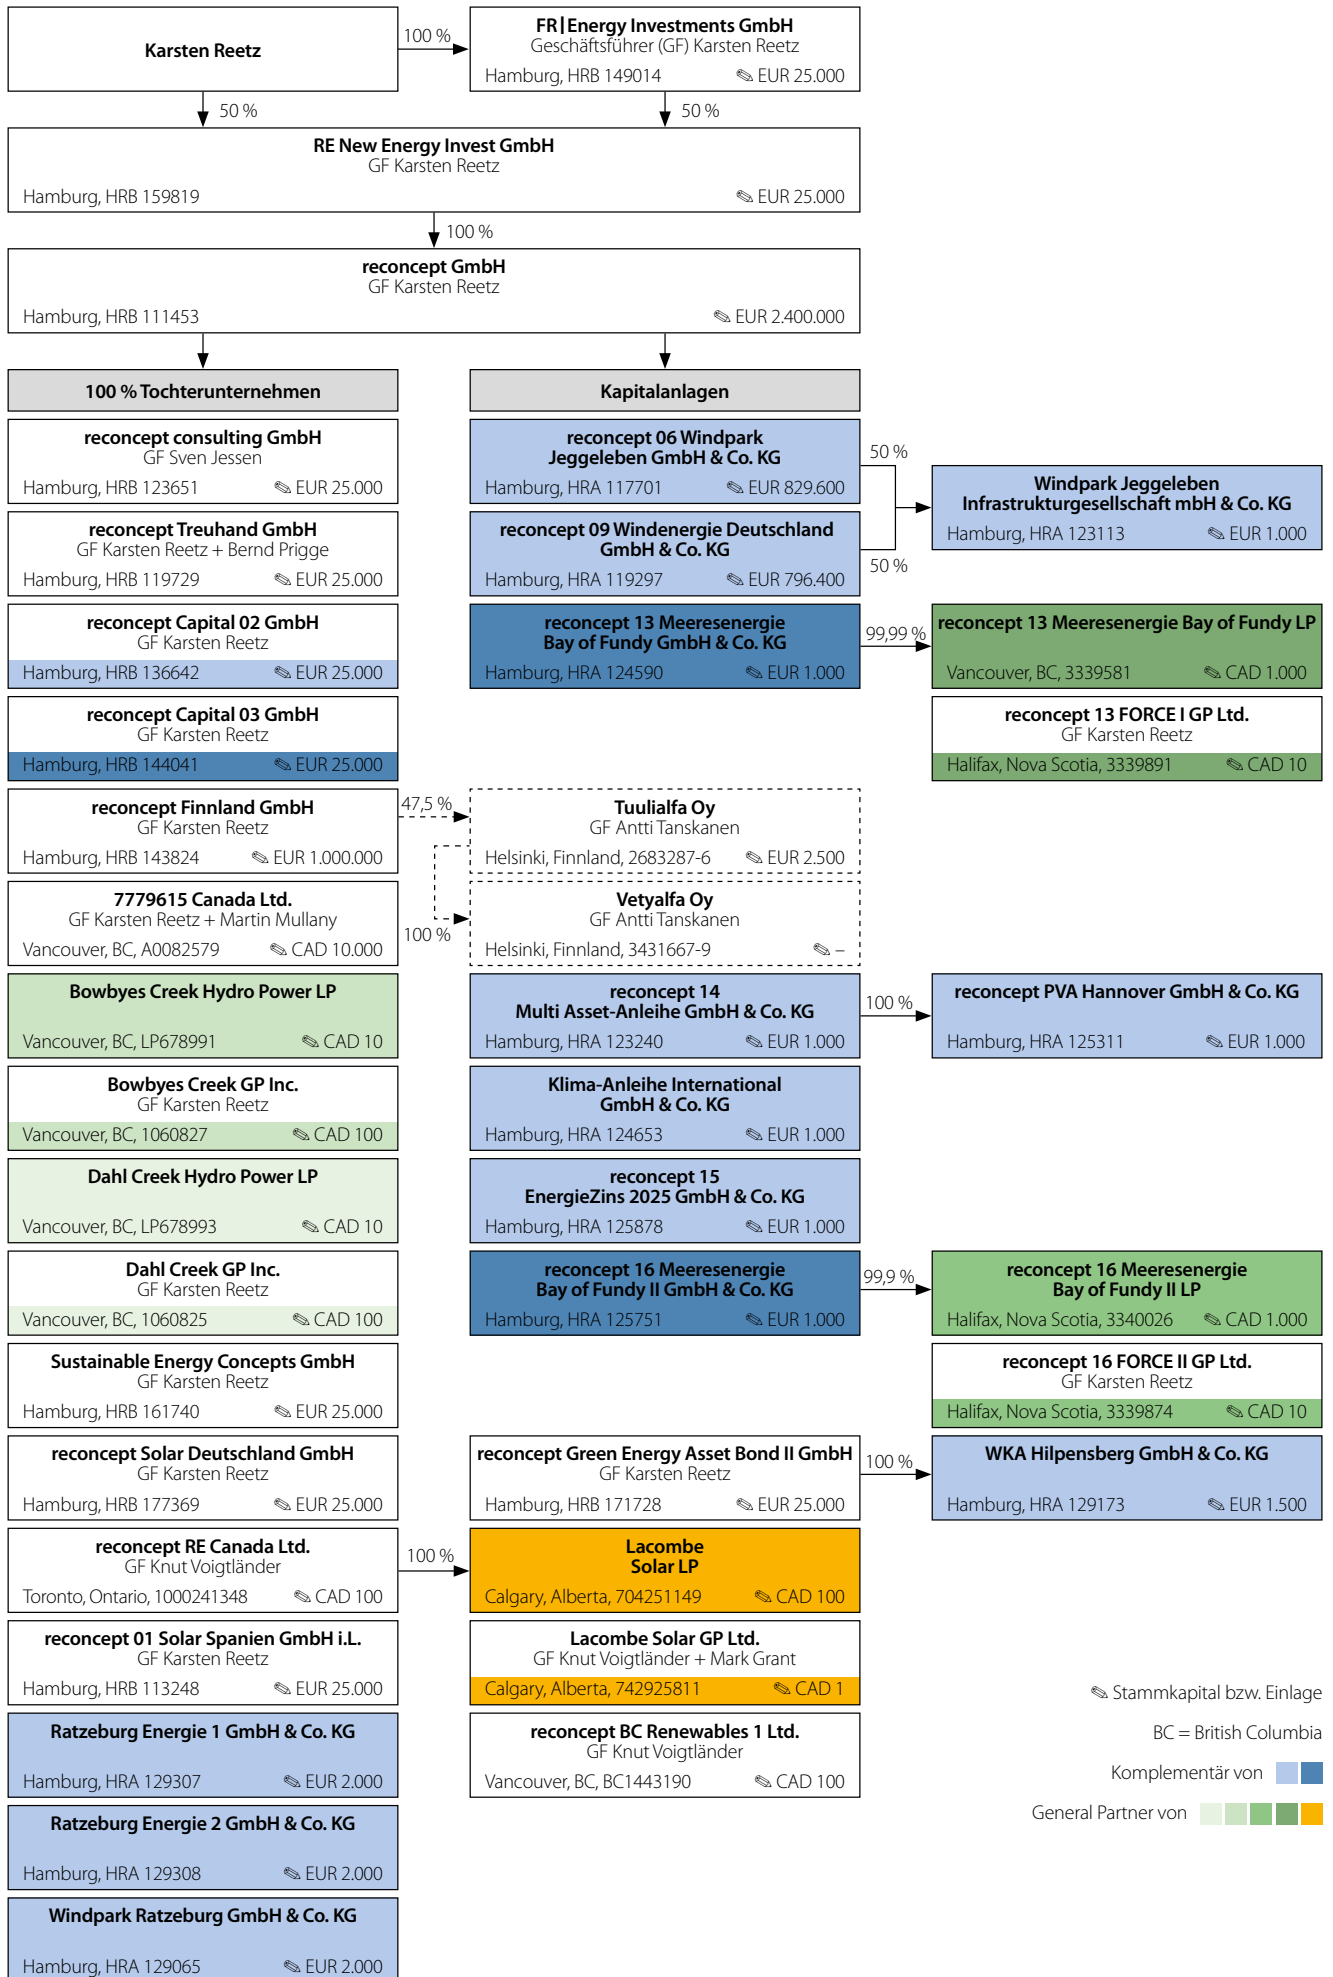 Karsten Reetz
100 %
FR|Energy Investments GmbH
Geschäftsführer (GF) Karsten Reetz
Hamburg, HRB 149014 ✎ EUR 25.000
50 %
50 %
RE New Energy Invest GmbH
GF Karsten Reetz
Hamburg, HRB 159819 ✎ EUR 25.000
100 %
reconcept GmbH
GF Karsten Reetz
Hamburg, HRB 111453 ✎ EUR 2.400.000
100 % Tochterunternehmen
reconcept consulting GmbH
GF Sven Jessen
Hamburg, HRB 123651 ✎ EUR 25.000
reconcept Treuhand GmbH
GF Karsten Reetz + Bernd Prigge
Hamburg, HRB 119729 ✎ EUR 25.000
reconcept Capital 02 GmbH
GF Karsten Reetz
Hamburg, HRB 136642 ✎ EUR 25.000
reconcept Capital 03 GmbH
GF Karsten Reetz
Hamburg, HRB 144041 ✎ EUR 25.000
reconcept Finnland GmbH
GF Karsten Reetz
Hamburg, HRB 143824 ✎ EUR 1.000.000
7779615 Canada Ltd.
GF Karsten Reetz + Martin Mullany
Vancouver, BC, A0082579 ✎ CAD 10.000
Bowbyes Creek Hydro Power LP
Vancouver, BC, LP678991 ✎ CAD 10
Bowbyes Creek GP Inc.
GF Karsten Reetz
Vancouver, BC, 1060827 ✎ CAD 100
Dahl Creek Hydro Power LP
Vancouver, BC, LP678993 ✎ CAD 10
Dahl Creek GP Inc.
GF Karsten Reetz
Vancouver, BC, 1060825 ✎ CAD 100
Sustainable Energy Concepts GmbH
GF Karsten Reetz
Hamburg, HRB 161740 ✎ EUR 25.000
reconcept Solar Deutschland GmbH
GF Karsten Reetz
Hamburg, HRB 177369 ✎ EUR 25.000
reconcept RE Canada Ltd.
GF Knut Voigtländer
Toronto, Ontario, 1000241348 ✎ CAD 100
reconcept 01 Solar Spanien GmbH i.L.
GF Karsten Reetz
Hamburg, HRB 113248 ✎ EUR 25.000
Ratzeburg Energie 1 GmbH & Co. KG
Hamburg, HRA 129307 ✎ EUR 2.000
Ratzeburg Energie 2 GmbH & Co. KG
Hamburg, HRA 129308 ✎ EUR 2.000
Windpark Ratzeburg GmbH & Co. KG
Hamburg, HRA 129065 ✎ EUR 2.000
Kapitalanlagen
reconcept 06 Windpark
Jeggeleben GmbH & Co. KG
Hamburg, HRA 117701 ✎ EUR 829.600
50 %
reconcept 09 Windenergie Deutschland
GmbH & Co. KG
Hamburg, HRA 119297 ✎ EUR 796.400
50 %
Windpark Jeggeleben
Infrastrukturgesellschaft mbH & Co. KG
Hamburg, HRA 123113 ✎ EUR 1.000
reconcept 13 Meeresenergie
Bay of Fundy GmbH & Co. KG
Hamburg, HRA 124590 ✎ EUR 1.000
99,99 %
reconcept 13 Meeresenergie Bay of Fundy LP
Vancouver, BC, 3339581 ✎ CAD 1.000
reconcept 13 FORCE I GP Ltd.
GF Karsten Reetz
Halifax, Nova Scotia, 3339891 ✎ CAD 10
47,5 %
Tuulialfa Oy
GF Antti Tanskanen
Helsinki, Finnland, 2683287-6 ✎ EUR 2.500
100 %
Vetyalfa Oy
GF Antti Tanskanen
Helsinki, Finnland, 3431667-9 ✎ –
reconcept 14
Multi Asset-Anleihe GmbH & Co. KG
Hamburg, HRA 123240 ✎ EUR 1.000
100 %
reconcept PVA Hannover GmbH & Co. KG
Hamburg, HRA 125311 ✎ EUR 1.000
Klima-Anleihe International
GmbH & Co. KG
Hamburg, HRA 124653 ✎ EUR 1.000
reconcept 15
EnergieZins 2025 GmbH & Co. KG
Hamburg, HRA 125878 ✎ EUR 1.000
reconcept 16 Meeresenergie
Bay of Fundy II GmbH & Co. KG
Hamburg, HRA 125751 ✎ EUR 1.000
99,9 %
reconcept 16 Meeresenergie
Bay of Fundy II LP
Halifax, Nova Scotia, 3340026 ✎ CAD 1.000
reconcept 16 FORCE II GP Ltd.
GF Karsten Reetz
Halifax, Nova Scotia, 3339874 ✎ CAD 10
reconcept Green Energy Asset Bond II GmbH
GF Karsten Reetz
Hamburg, HRB 171728 ✎ EUR 25.000
100 %
WKA Hilpensberg GmbH & Co. KG
Hamburg, HRA 129173 ✎ EUR 1.500
100 %
Lacombe
Solar LP
Calgary, Alberta, 704251149 ✎ CAD 100
Lacombe Solar GP Ltd.
GF Knut Voigtländer + Mark Grant
Calgary, Alberta, 742925811 ✎ CAD 1
reconcept BC Renewables 1 Ltd.
GF Knut Voigtländer
Vancouver, BC, BC1443190 ✎ CAD 100
✎ Stammkapital bzw. Einlage
BC = British Columbia
Komplementär von
General Partner von